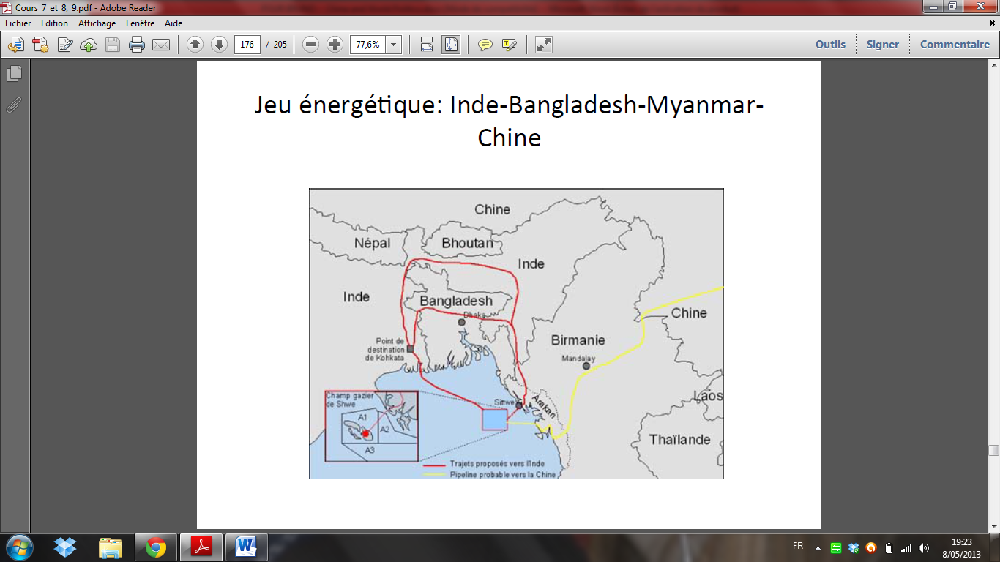 Cours_7_et_8_9.pdf - Adobe Reader
Fichier Edition Affichage Fenêtre Aide
176 / 205 77,6% Outils Signer Commentaire
Jeu énergétique: Inde-Bangladesh-Myanmar-
Chine
Chine
Népal
Bhoutan
Inde
Inde
Bangladesh
Dhaka
Chine
Point de
destination
de Kohkata
Birmanie
Mandalay
Champ gazier
de Shwe
A1
A2
A3
Sittwe
Arakan
Laos
Thaïlande
Trajets proposés vers l'Inde
Pipeline probable vers la Chine
FR
19:23
8/05/2013